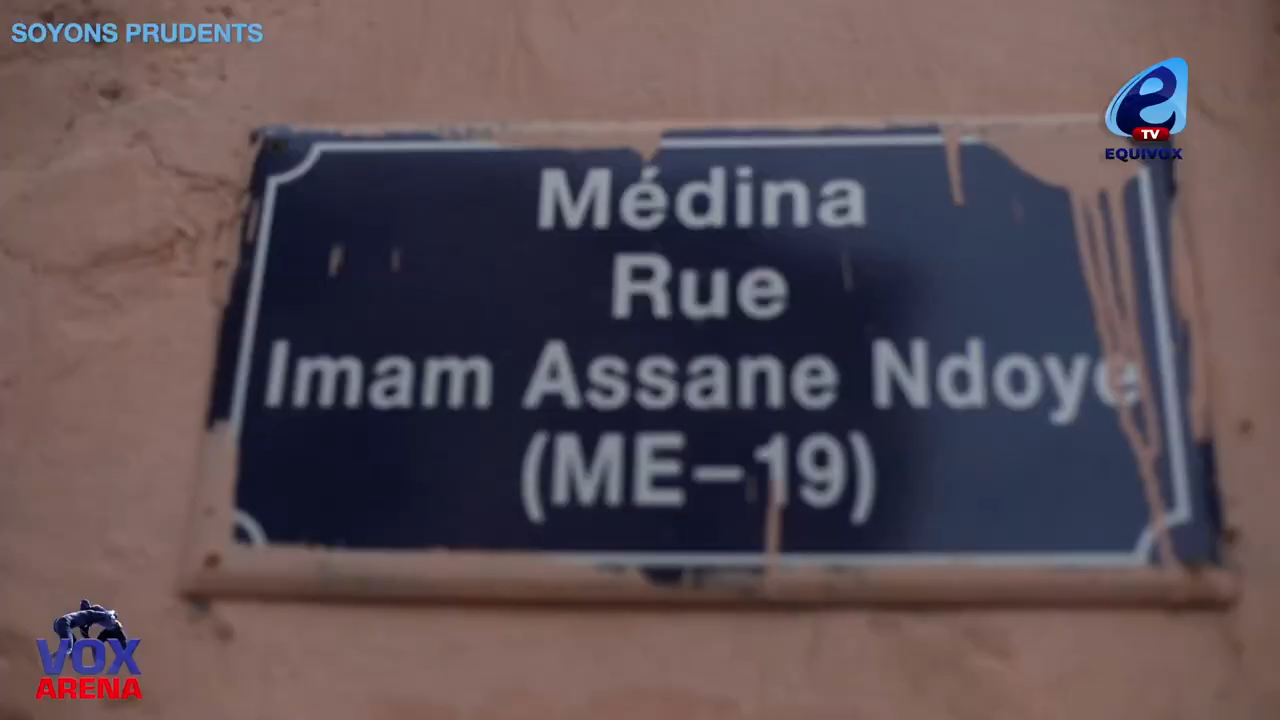 SOYONS PRUDENTS
e
TV
EQUIVOX
Médina
Rue
Imam Assane Ndoye
(ME-19)
VOX
ARENA